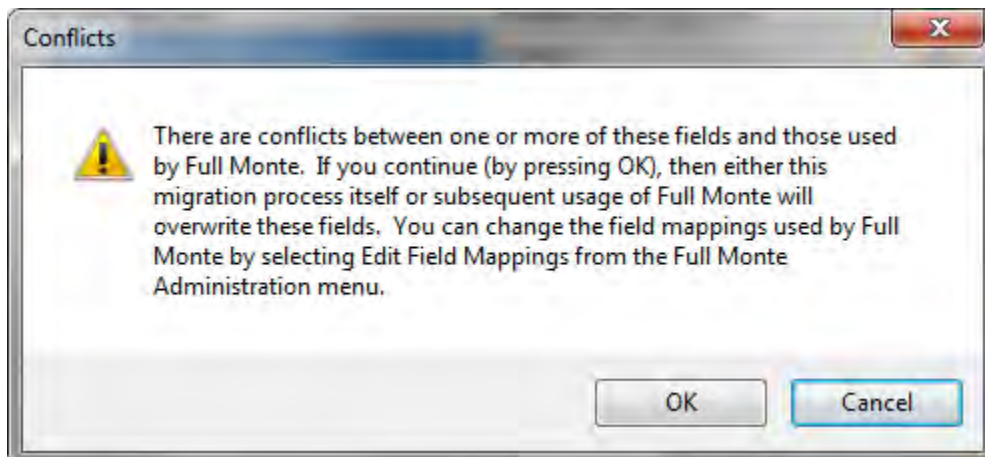 Conflicts
There are conflicts between one or more of these fields and those used
by Full Monte.  If you continue (by pressing OK), then either this
migration process itself or subsequent usage of Full Monte will
overwrite these fields.  You can change the field mappings used by Full
Monte by selecting Edit Field Mappings from the Full Monte
Administration menu.
OK
Cancel